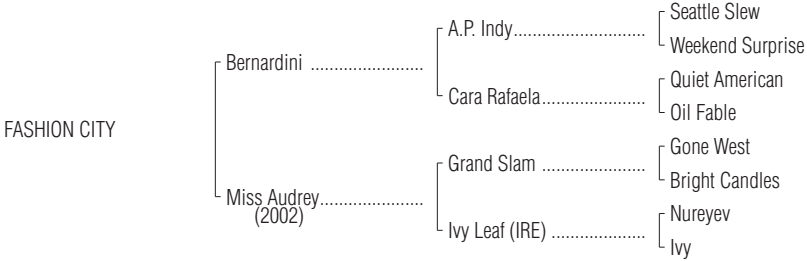 Seattle Slew
A.P. Indy..............................
Weekend Surprise
Bernardini .........................
Quiet American
Cara Rafaela........................
Oil Fable
FASHION CITY
Gone West
Grand Slam .......................
Bright Candles
Miss Audrey.......................
(2002)
Nureyev
Ivy Leaf (IRE) .....................
Ivy